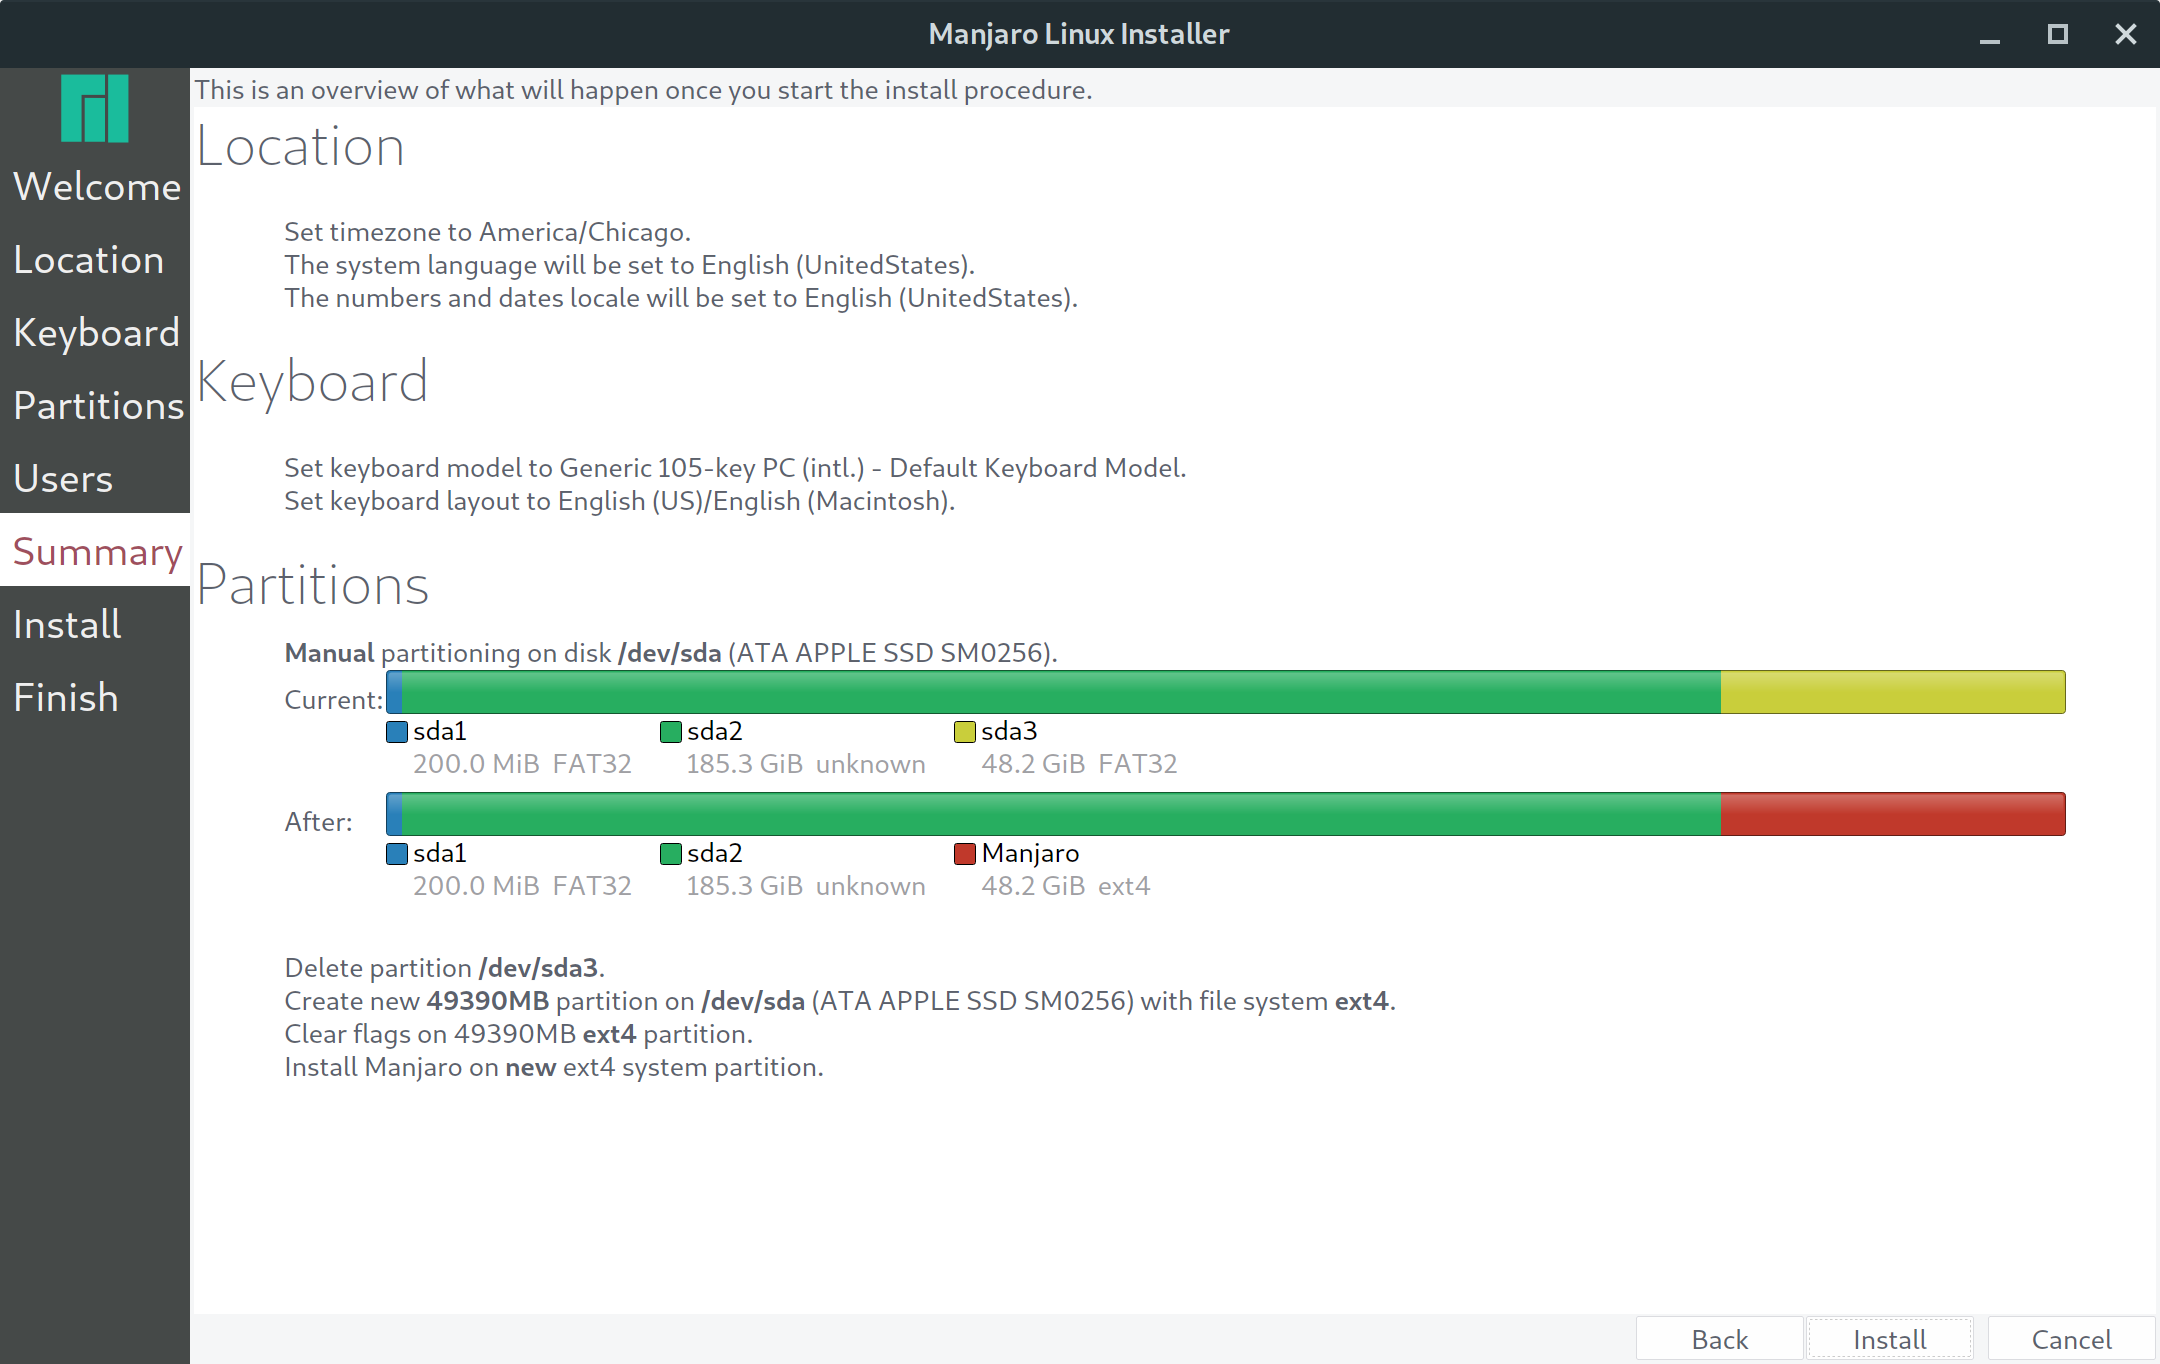 Manjaro Linux Installer
This is an overview of what will happen once you start the install procedure.
Welcome
Location
Keyboard
Partitions
Users
Summary
Install
Finish
Location
Set timezone to America/Chicago.
The system language will be set to English (UnitedStates).
The numbers and dates locale will be set to English (UnitedStates).
Keyboard
Set keyboard model to Generic 105-key PC (intl.) - Default Keyboard Model.
Set keyboard layout to English (US)/English (Macintosh).
Partitions
Manual partitioning on disk /dev/sda (ATA APPLE SSD SM0256).
Current:
sda1 sda2 sda3
200.0 MiB FAT32 185.3 GiB unknown 48.2 GiB FAT32
After:
sda1 sda2 Manjaro
200.0 MiB FAT32 185.3 GiB unknown 48.2 GiB ext4
Delete partition /dev/sda3.
Create new 49390MB partition on /dev/sda (ATA APPLE SSD SM0256) with file system ext4.
Clear flags on 49390MB ext4 partition.
Install Manjaro on new ext4 system partition.
Back Install Cancel